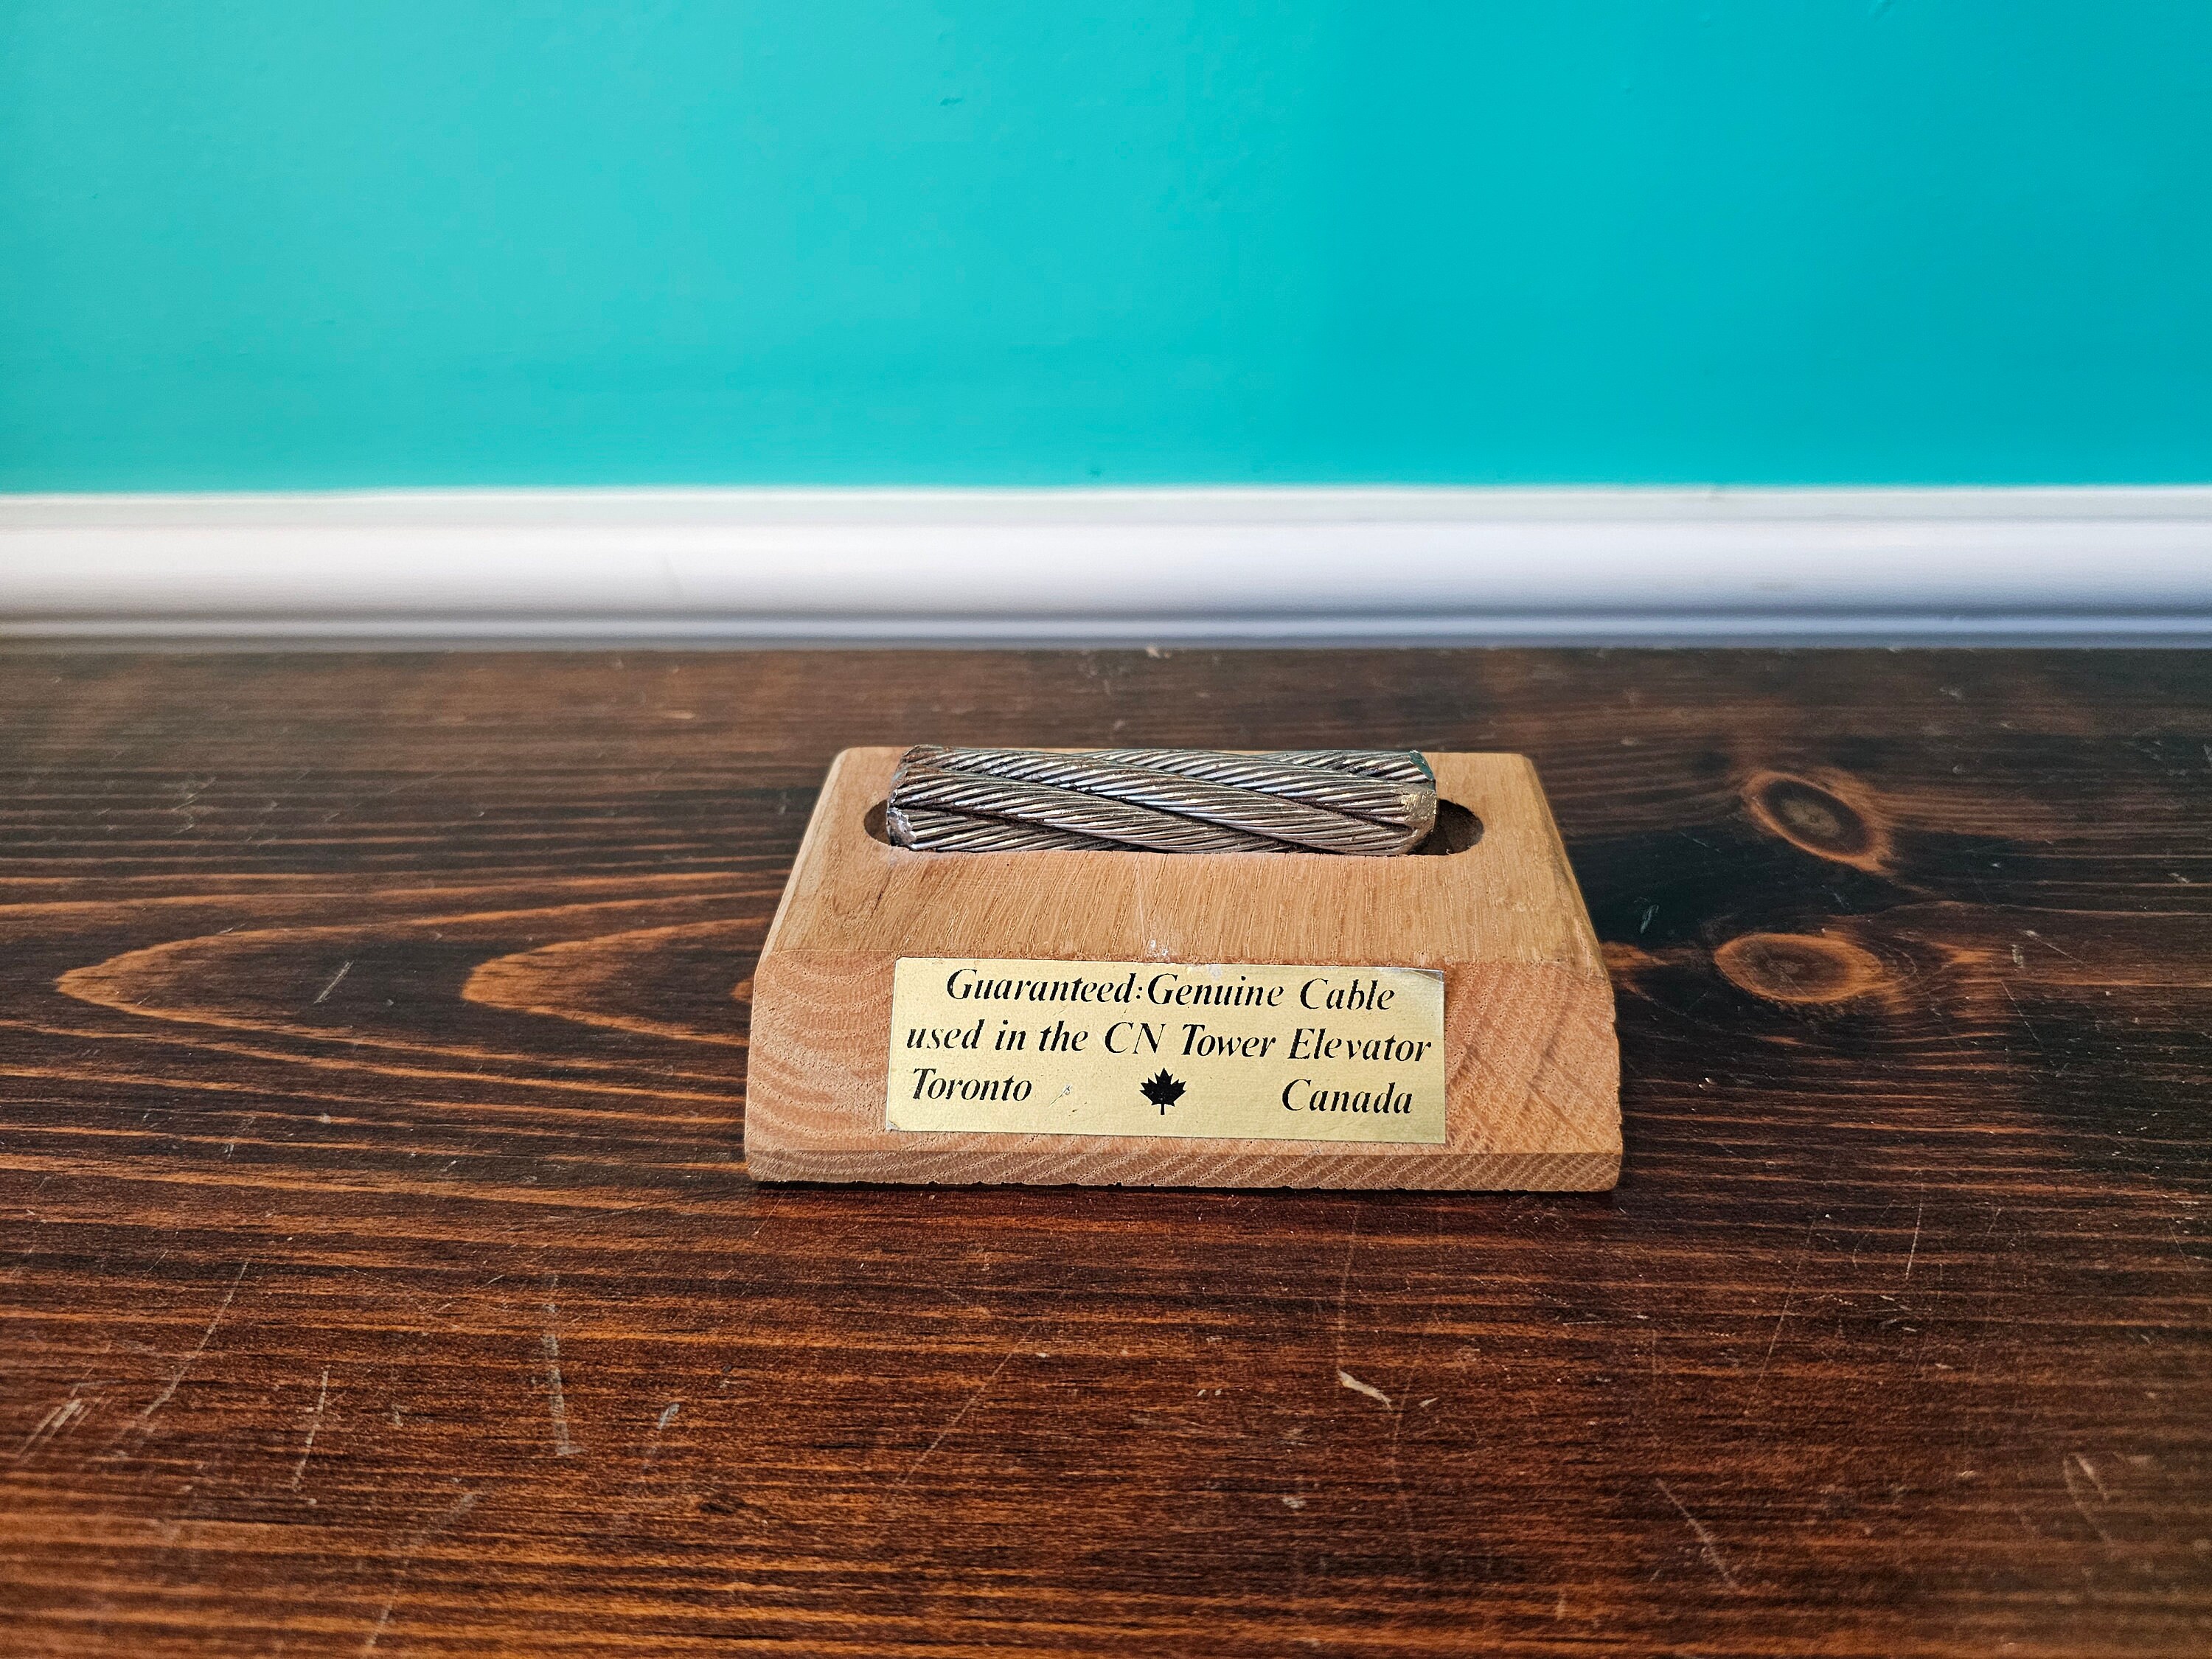 Guaranteed: Genuine Cable
used in the CN Tower Elevator
Toronto Canada